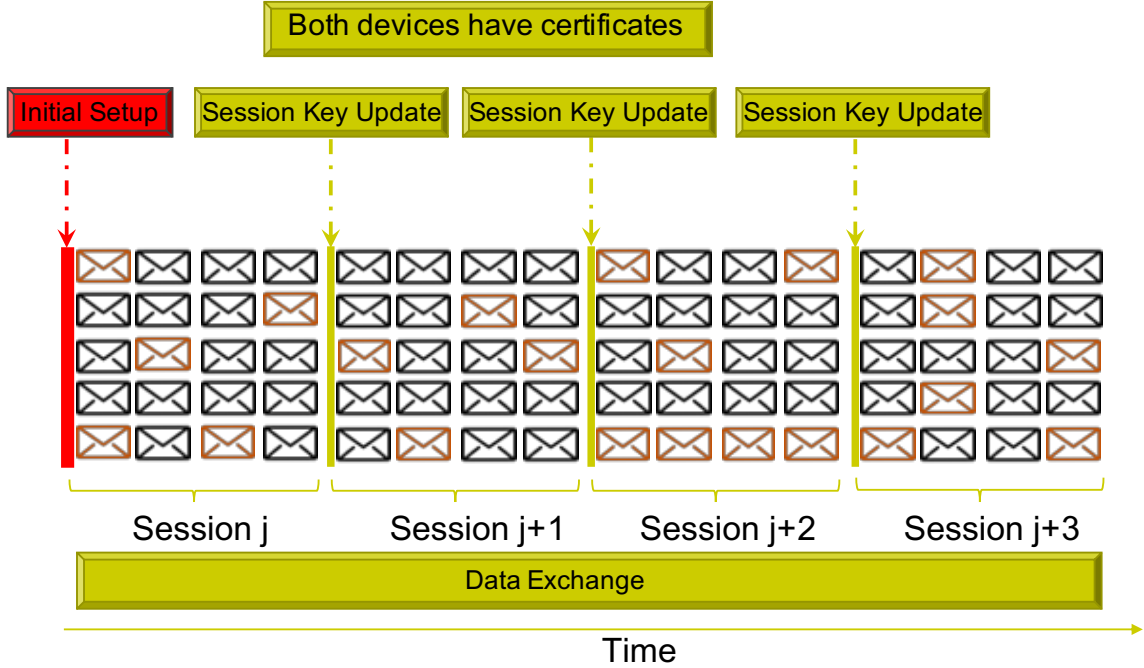 Both devices have certificates
Initial Setup
Session Key Update
Session Key Update
Session Key Update
Session j
Session j+1
Session j+2
Session j+3
Data Exchange
Time